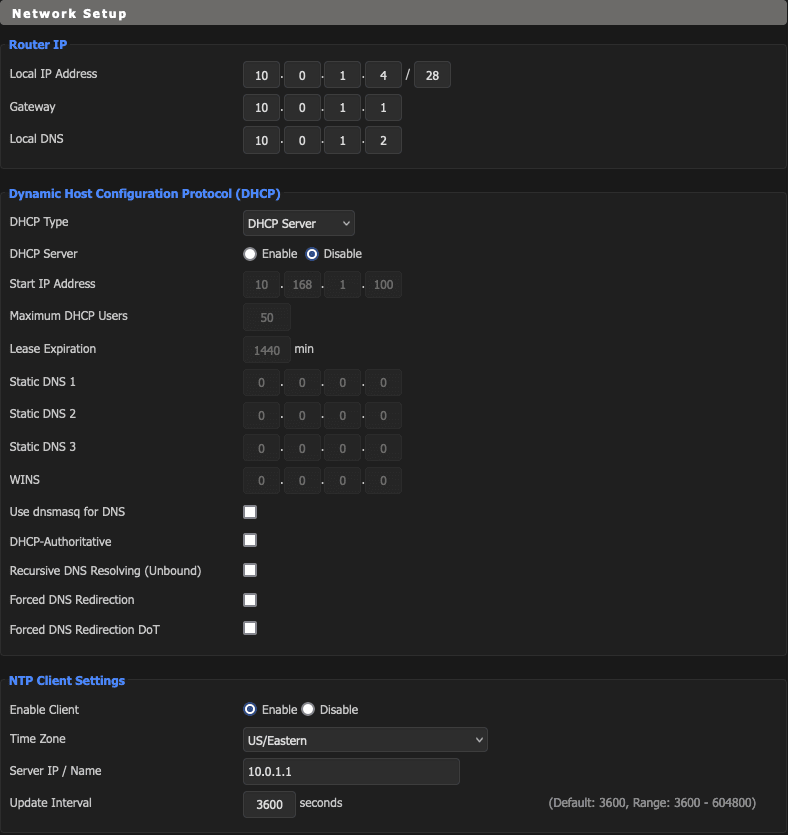 Network Setup
Router IP
Local IP Address 10 . 0 . 1 . 4 / 28
Gateway 10 . 0 . 1 . 1
Local DNS 10 . 0 . 1 . 2
Dynamic Host Configuration Protocol (DHCP)
DHCP Type DHCP Server
DHCP Server Enable Disable
Start IP Address 10 . 168 . 1 . 100
Maximum DHCP Users 50
Lease Expiration 1440 min
Static DNS 1 0 . 0 . 0 . 0
Static DNS 2 0 . 0 . 0 . 0
Static DNS 3 0 . 0 . 0 . 0
WINS 0 . 0 . 0 . 0
Use dnsmasq for DNS
DHCP-Authoritative
Recursive DNS Resolving (Unbound)
Forced DNS Redirection
Forced DNS Redirection DoT
NTP Client Settings
Enable Client Enable Disable
Time Zone US/Eastern
Server IP / Name 10.0.1.1
Update Interval 3600 seconds (Default: 3600, Range: 3600 - 604800)